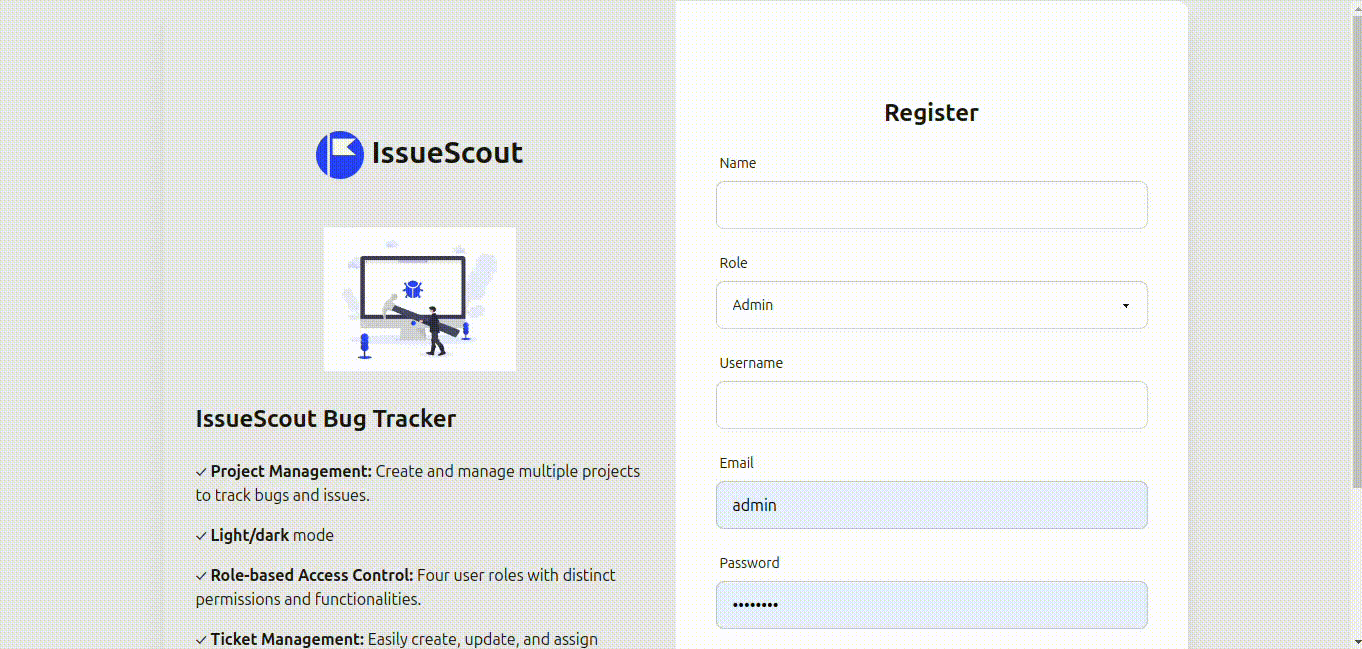 IssueScout
IssueScout Bug Tracker
✓ Project Management: Create and manage multiple projects
to track bugs and issues.
✓ Light/dark mode
✓ Role-based Access Control: Four user roles with distinct
permissions and functionalities.
✓ Ticket Management: Easily create, update, and assign
Register
Name
Role
Admin
Username
Email
admin
Password
••••••••